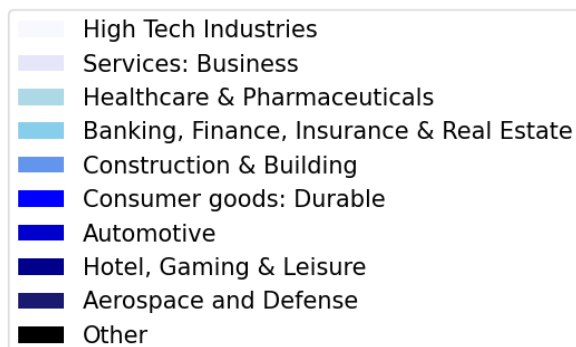 High Tech Industries
Services: Business
Healthcare & Pharmaceuticals
Banking, Finance, Insurance & Real Estate
Construction & Building
Consumer goods: Durable
Automotive
Hotel, Gaming & Leisure
Aerospace and Defense
Other